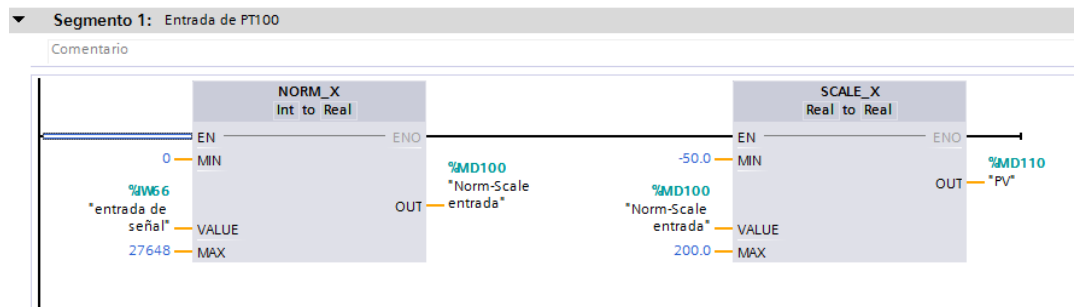 Segmento 1: Entrada de PT100
Comentario
NORM_X
Int to Real
EN
ENO
0
MIN
%IW66
"entrada de
señal"
VALUE
27648
MAX
OUT
%MD100
"Norm-Scale
entrada"
SCALE_X
Real to Real
EN
ENO
-50.0
MIN
%MD100
"Norm-Scale
entrada"
VALUE
200.0
MAX
OUT
%MD110
"PV"